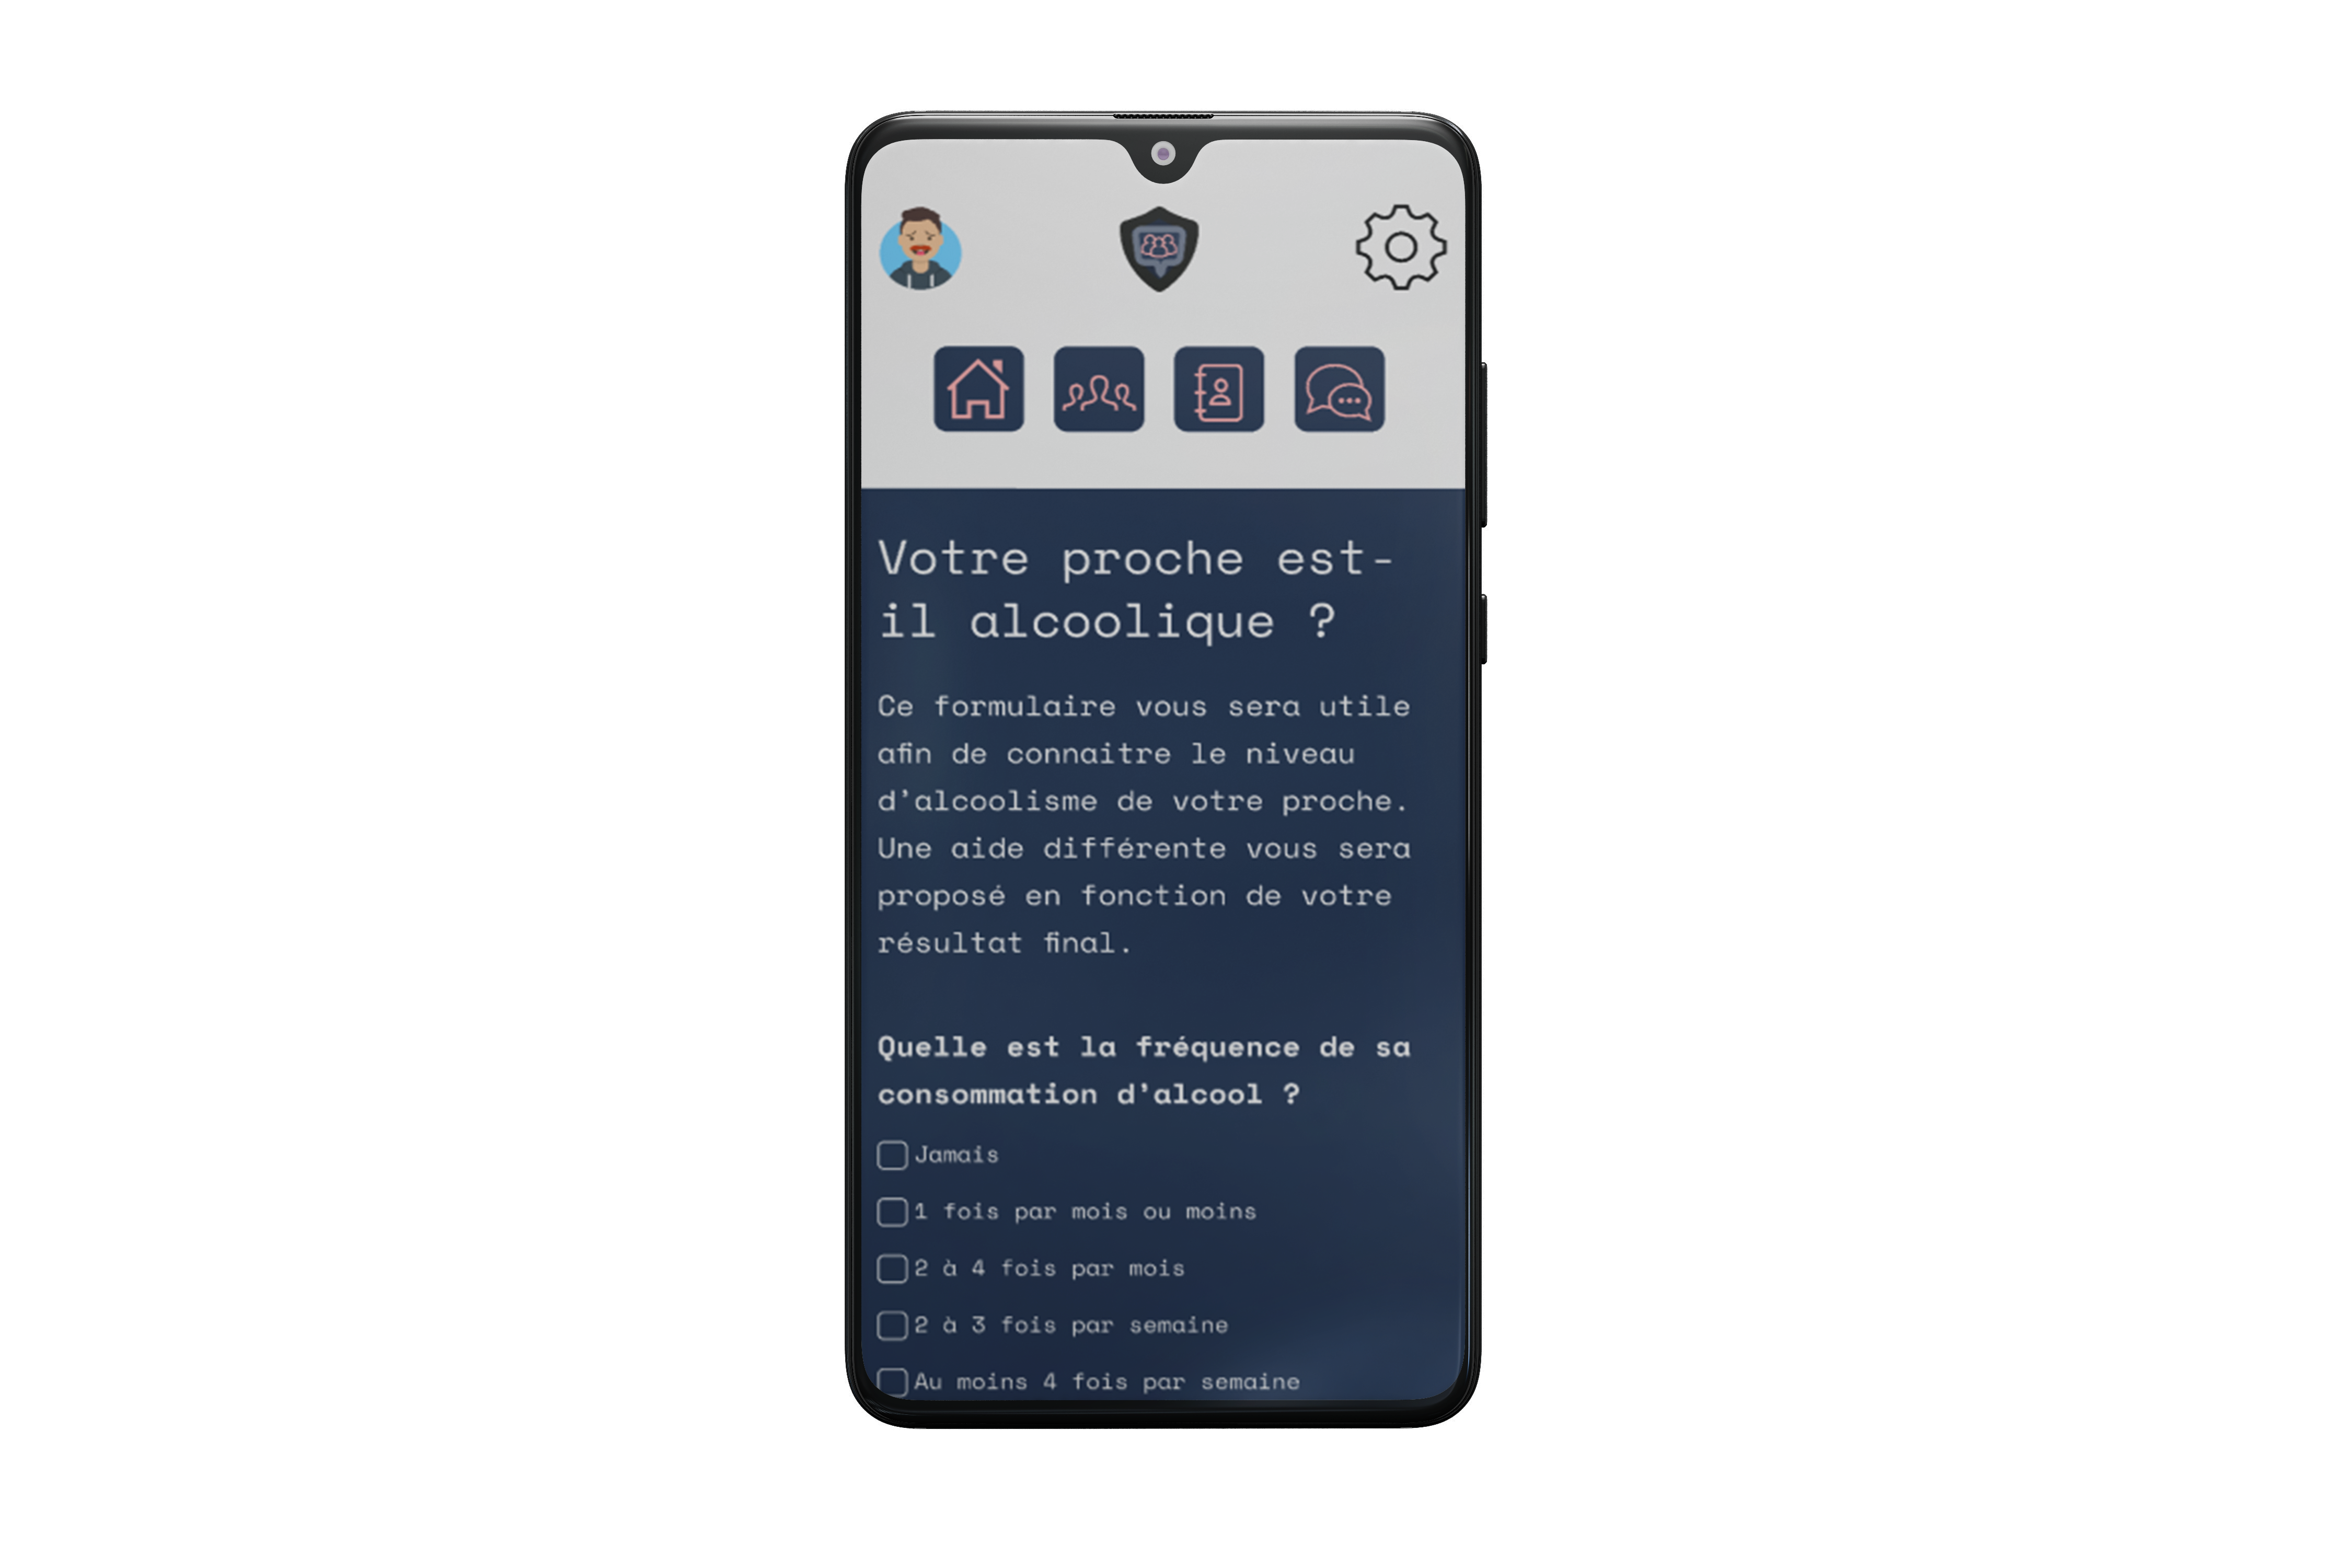 Votre proche est-
il alcoolique ?
Ce formulaire vous sera utile
afin de connaitre le niveau
d'alcoolisme de votre proche.
Une aide différente vous sera
proposé en fonction de votre
résultat final.
Quelle est la fréquence de sa
consommation d'alcool ?
Jamais
1 fois par mois ou moins
2 à 4 fois par mois
2 à 3 fois par semaine
Au moins 4 fois par semaine